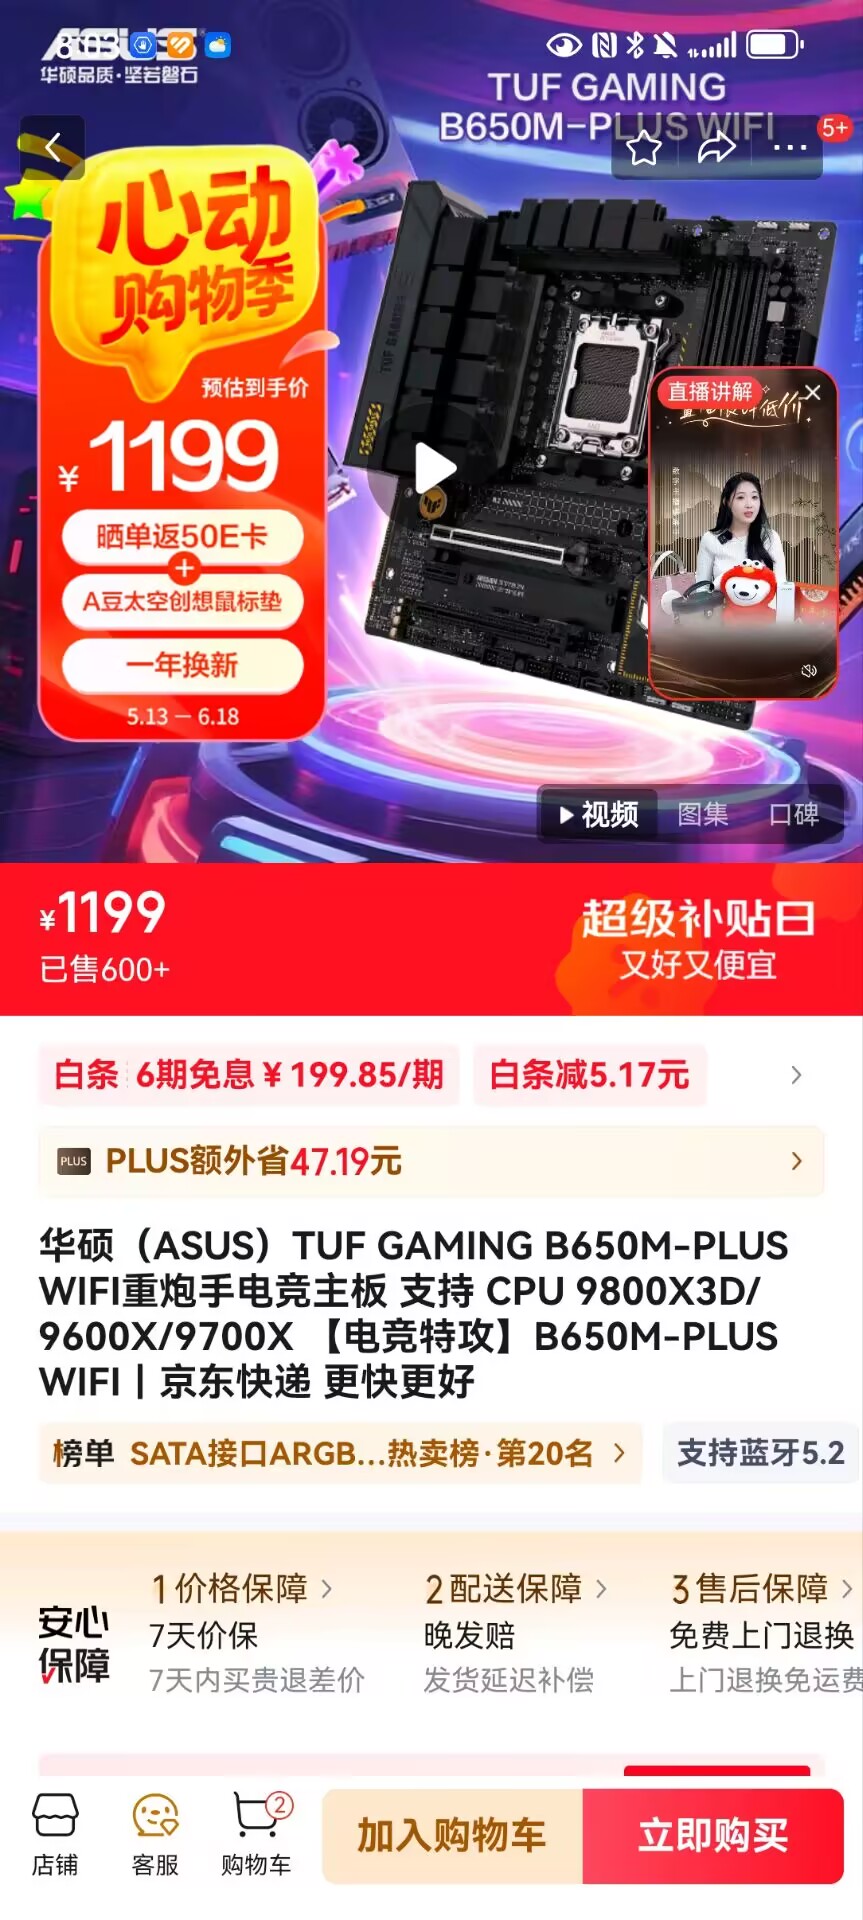 8:03
ASUS
华硕品质·坚若磐石
TUF GAMING
B650M-PLUS WIFI
5+
心动
购物季
预估到手价
¥1199
晒单返50E卡
+
A豆太空创想鼠标垫
一年换新
5.13 — 6.18
直播讲解
视频
图集
口碑
¥1199
已售600+
超级补贴日
又好又便宜
白条 6期免息 ¥ 199.85/期
白条减5.17元
PLUS PLUS额外省47.19元
华硕（ASUS）TUF GAMING B650M-PLUS
WIFI重炮手电竞主板 支持 CPU 9800X3D/
9600X/9700X 【电竞特攻】B650M-PLUS
WIFI | 京东快递 更快更好
榜单 SATA接口ARGB...热卖榜·第20名
支持蓝牙5.2
安心
保障
1 价格保障
7天价保
7天内买贵退差价
2 配送保障
晚发赔
发货延迟补偿
3 售后保障
免费上门退换
上门退换免运费
店铺
客服
2
购物车
加入购物车
立即购买